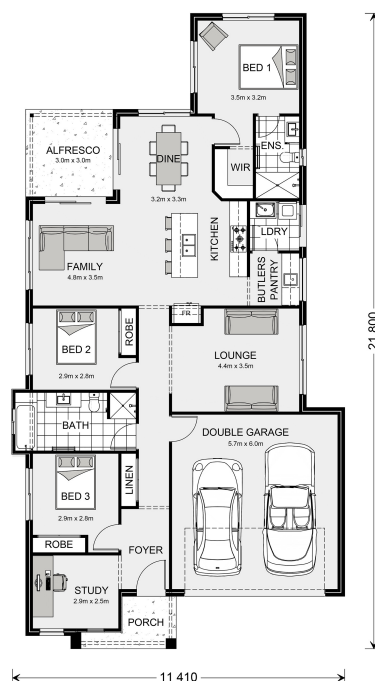 BED 1
3.5m x 3.2m
ENS.
ALFRESCO
3.0m x 3.0m
DINE
3.2m x 3.3m
WIR
KITCHEN
LDRY
FAMILY
4.8m x 3.5m
BUTLERS
PANTRY
FR
ROBE
BED 2
2.9m x 2.8m
LOUNGE
4.4m x 3.5m
21 800
BATH
DOUBLE GARAGE
5.7m x 6.0m
BED 3
2.9m x 2.8m
LINEN
ROBE
FOYER
STUDY
2.9m x 2.5m
PORCH
11 410